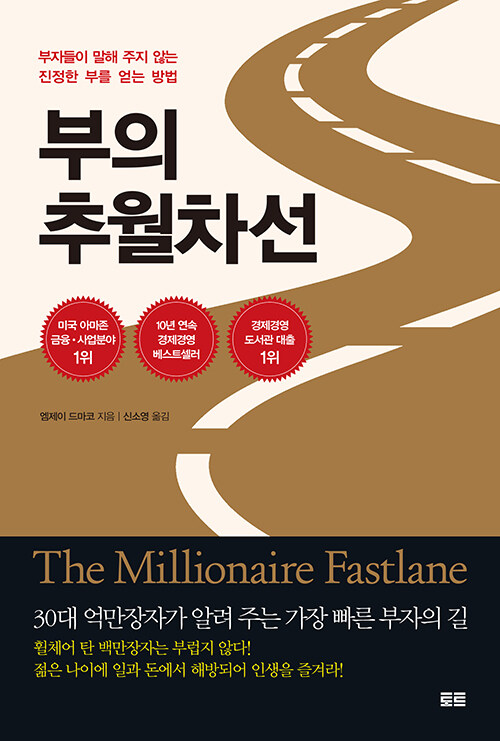 부자들이 말해 주지 않는
진정한 부를 얻는 방법
부의
추월차선
미국 아마존
금융·사업분야
1위
10년 연속
경제경영
베스트셀러
경제경영
도서관 대출
1위
엠제이 드마코 지음 | 신소영 옮김
The Millionaire Fastlane
30대 억만장자가 알려 주는 가장 빠른 부자의 길
휠체어 탄 백만장자는 부럽지 않다!
젊은 나이에 일과 돈에서 해방되어 인생을 즐겨라!
토트